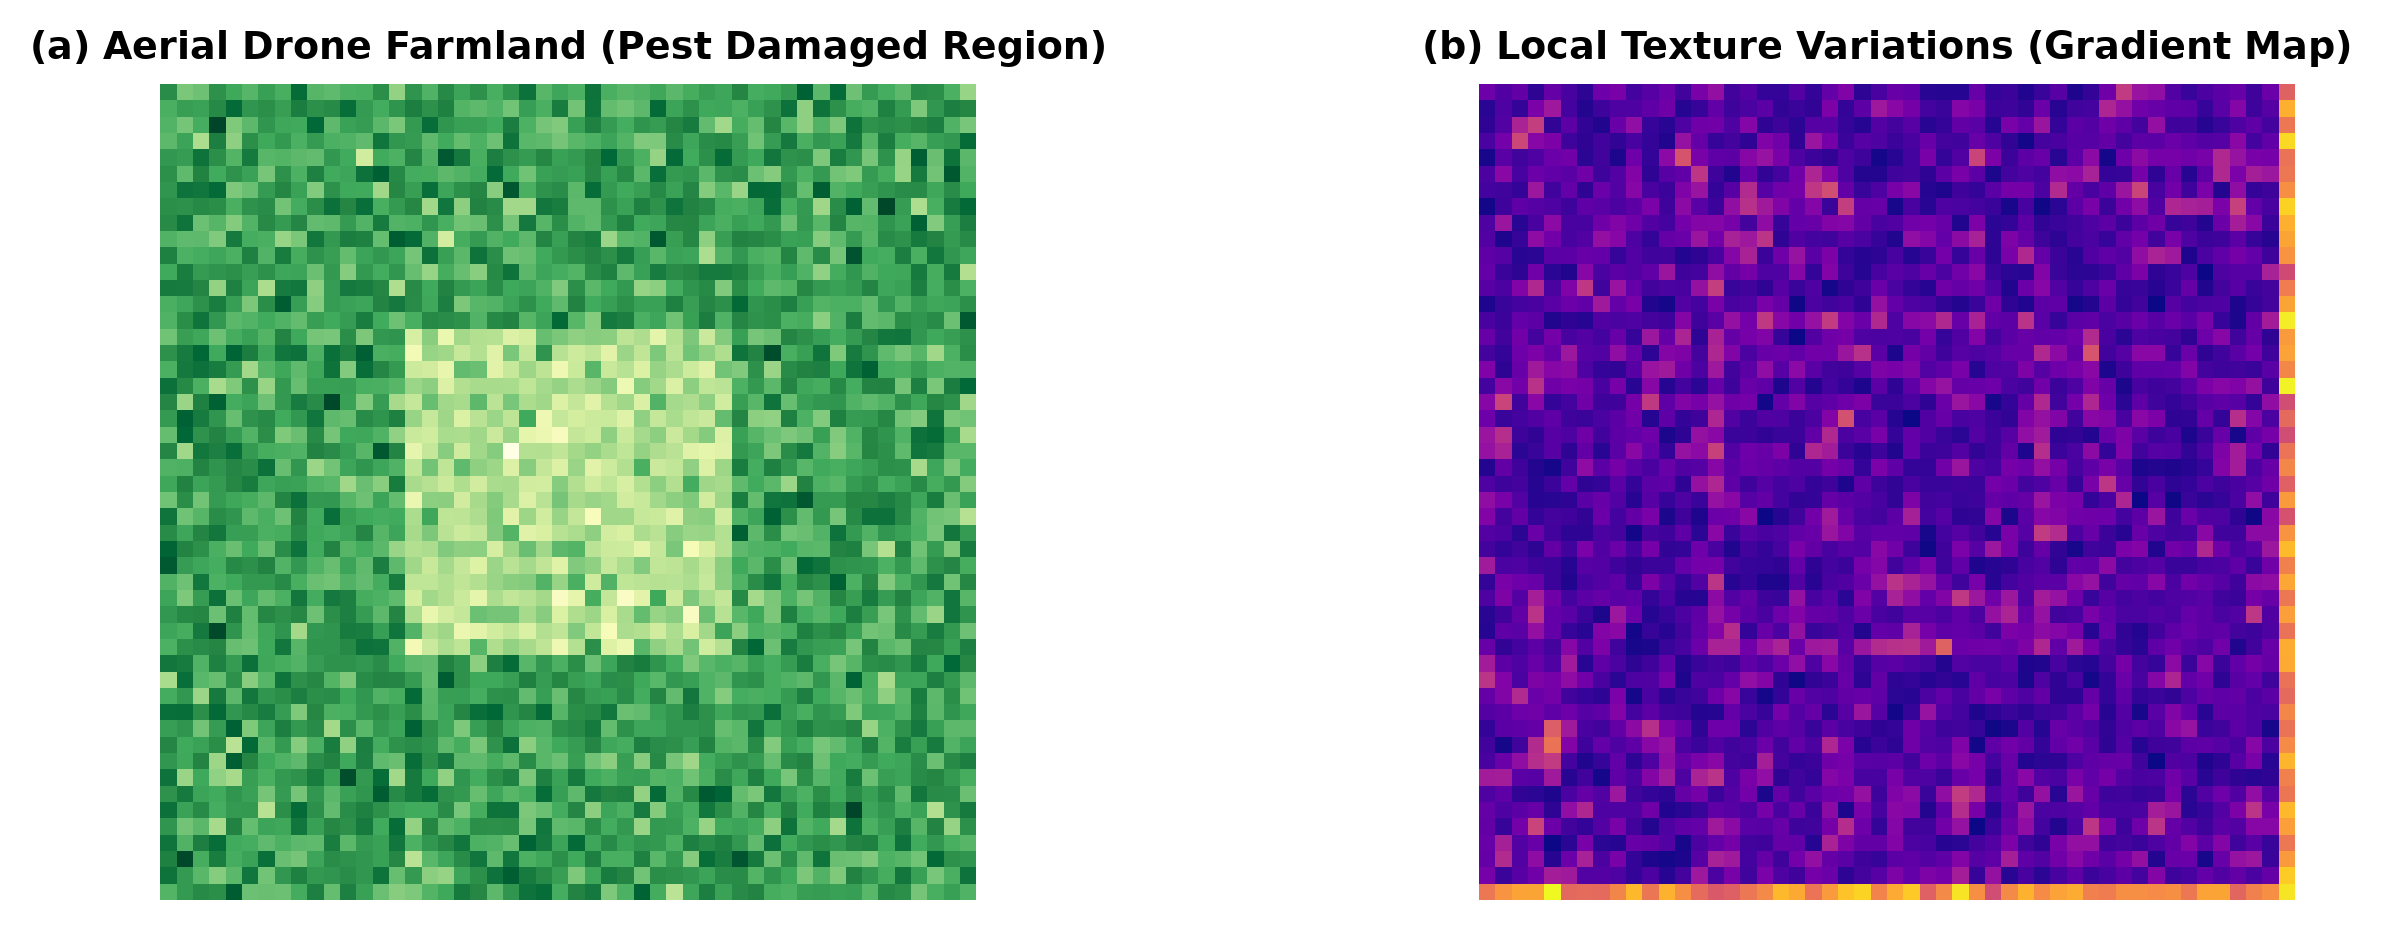 (a) Aerial Drone Farmland (Pest Damaged Region)
(b) Local Texture Variations (Gradient Map)